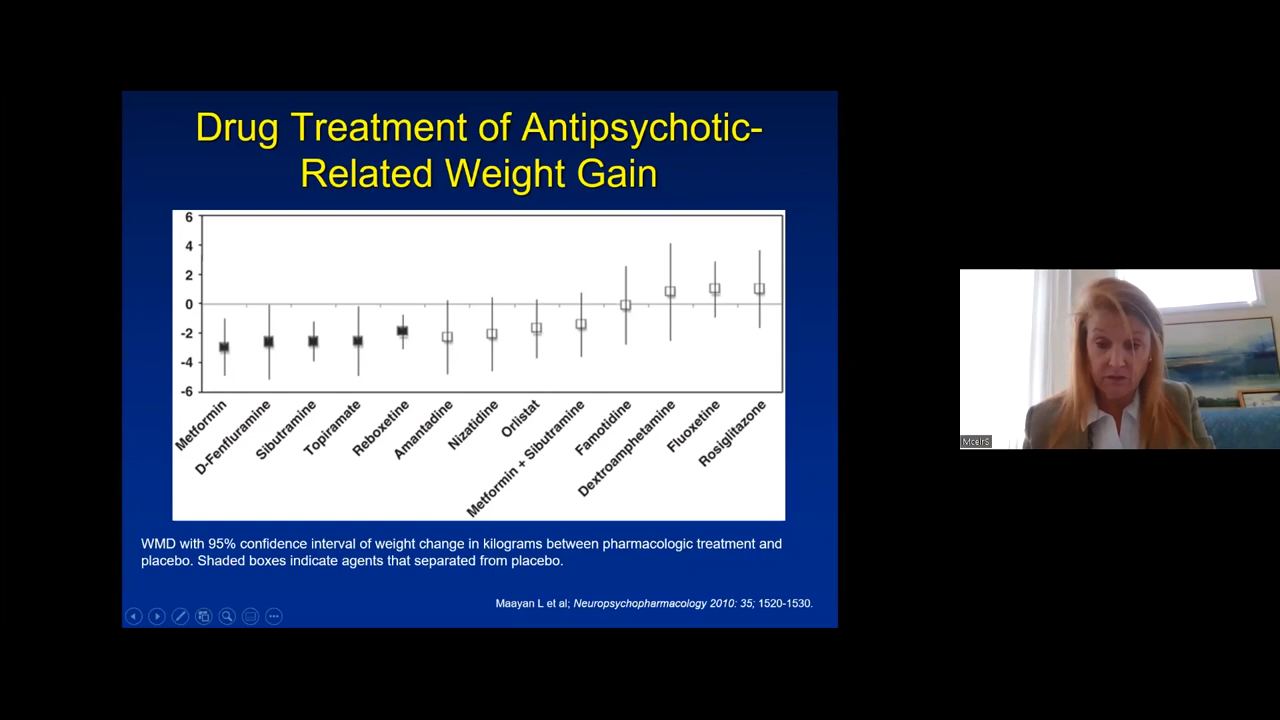 Drug Treatment of Antipsychotic-
Related Weight Gain
6
4
2
0
-2
-4
-6
Metformin
D-Fenfluramine
Sibutramine
Topiramate
Reboxetine
Amantadine
Nizatidine
Orlistat
Metformin + Sibutramine
Famotidine
Dextroamphetamine
Fluoxetine
Rosiglitazone
WMD with 95% confidence interval of weight change in kilograms between pharmacologic treatment and
placebo. Shaded boxes indicate agents that separated from placebo.
Maayan L et al; Neuropsychopharmacology 2010: 35; 1520-1530.
McelrS